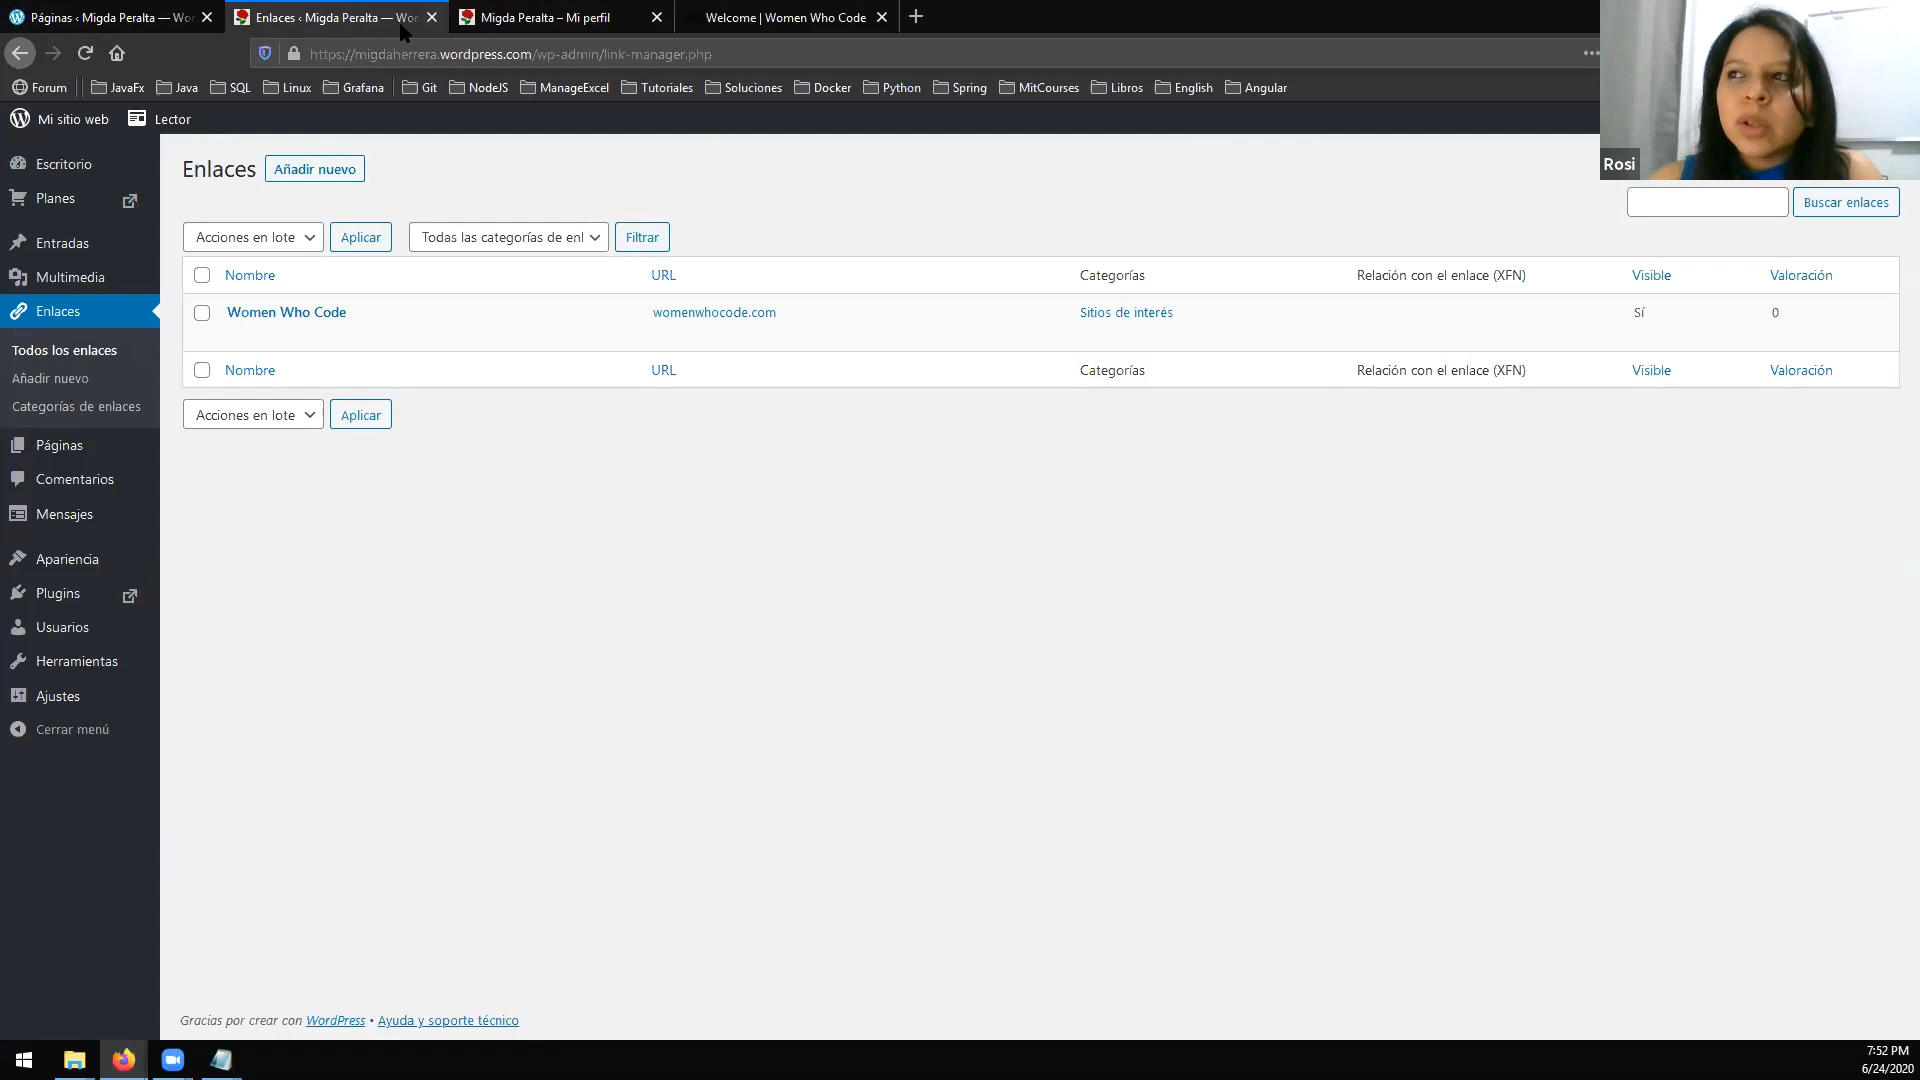 Páginas ‹ Migda Peralta — Wor
Enlaces ‹ Migda Peralta — Wor
Migda Peralta – Mi perfil
Welcome | Women Who Code
https://migdaherrera.wordpress.com/wp-admin/link-manager.php
Forum JavaFx Java SQL Linux Grafana Git NodeJS ManageExcel Tutoriales Soluciones Docker Python Spring MitCourses Libros English Angular
Mi sitio web Lector
Rosi
Escritorio
Planes
Entradas
Multimedia
Enlaces
Todos los enlaces
Añadir nuevo
Categorías de enlaces
Páginas
Comentarios
Mensajes
Apariencia
Plugins
Usuarios
Herramientas
Ajustes
Cerrar menú
Enlaces Añadir nuevo
Buscar enlaces
Acciones en lote Aplicar Todas las categorías de enl Filtrar
Nombre URL Categorías Relación con el enlace (XFN) Visible Valoración
Women Who Code womenwhocode.com Sitios de interés Sí 0
Nombre URL Categorías Relación con el enlace (XFN) Visible Valoración
Acciones en lote Aplicar
Gracias por crear con WordPress • Ayuda y soporte técnico
7:52 PM
6/24/2020